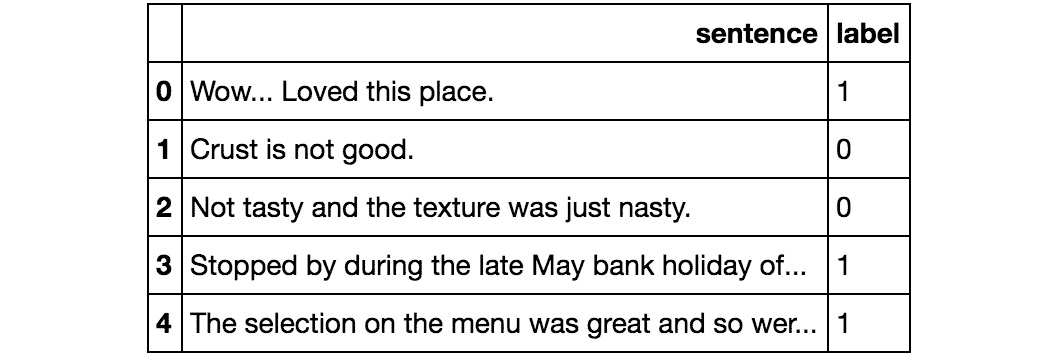 sentence label
0 Wow... Loved this place. 1
1 Crust is not good. 0
2 Not tasty and the texture was just nasty. 0
3 Stopped by during the late May bank holiday of... 1
4 The selection on the menu was great and so wer... 1